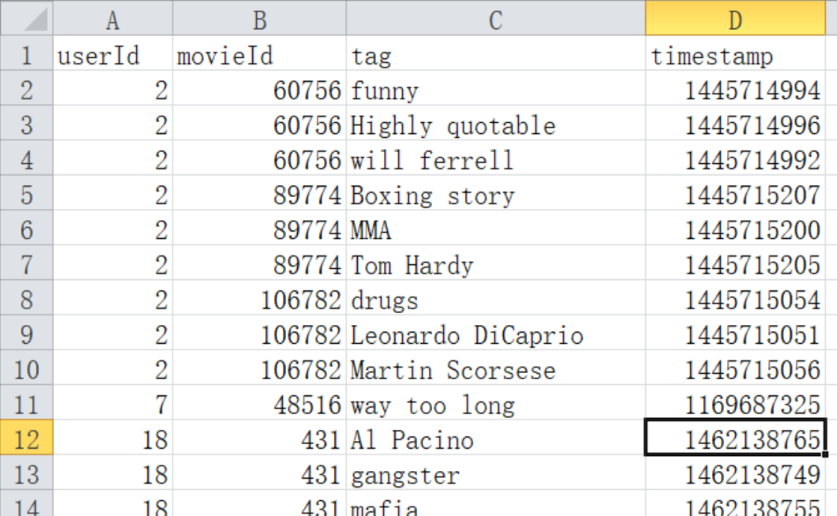 A B C D
1 userId movieId tag timestamp
2 2 60756 funny 1445714994
3 2 60756 Highly quotable 1445714996
4 2 60756 will ferrell 1445714992
5 2 89774 Boxing story 1445715207
6 2 89774 MMA 1445715200
7 2 89774 Tom Hardy 1445715205
8 2 106782 drugs 1445715054
9 2 106782 Leonardo DiCaprio 1445715051
10 2 106782 Martin Scorsese 1445715056
11 7 48516 way too long 1169687325
12 18 431 Al Pacino 1462138765
13 18 431 gangster 1462138749
14 18 431 mafia 1462138755